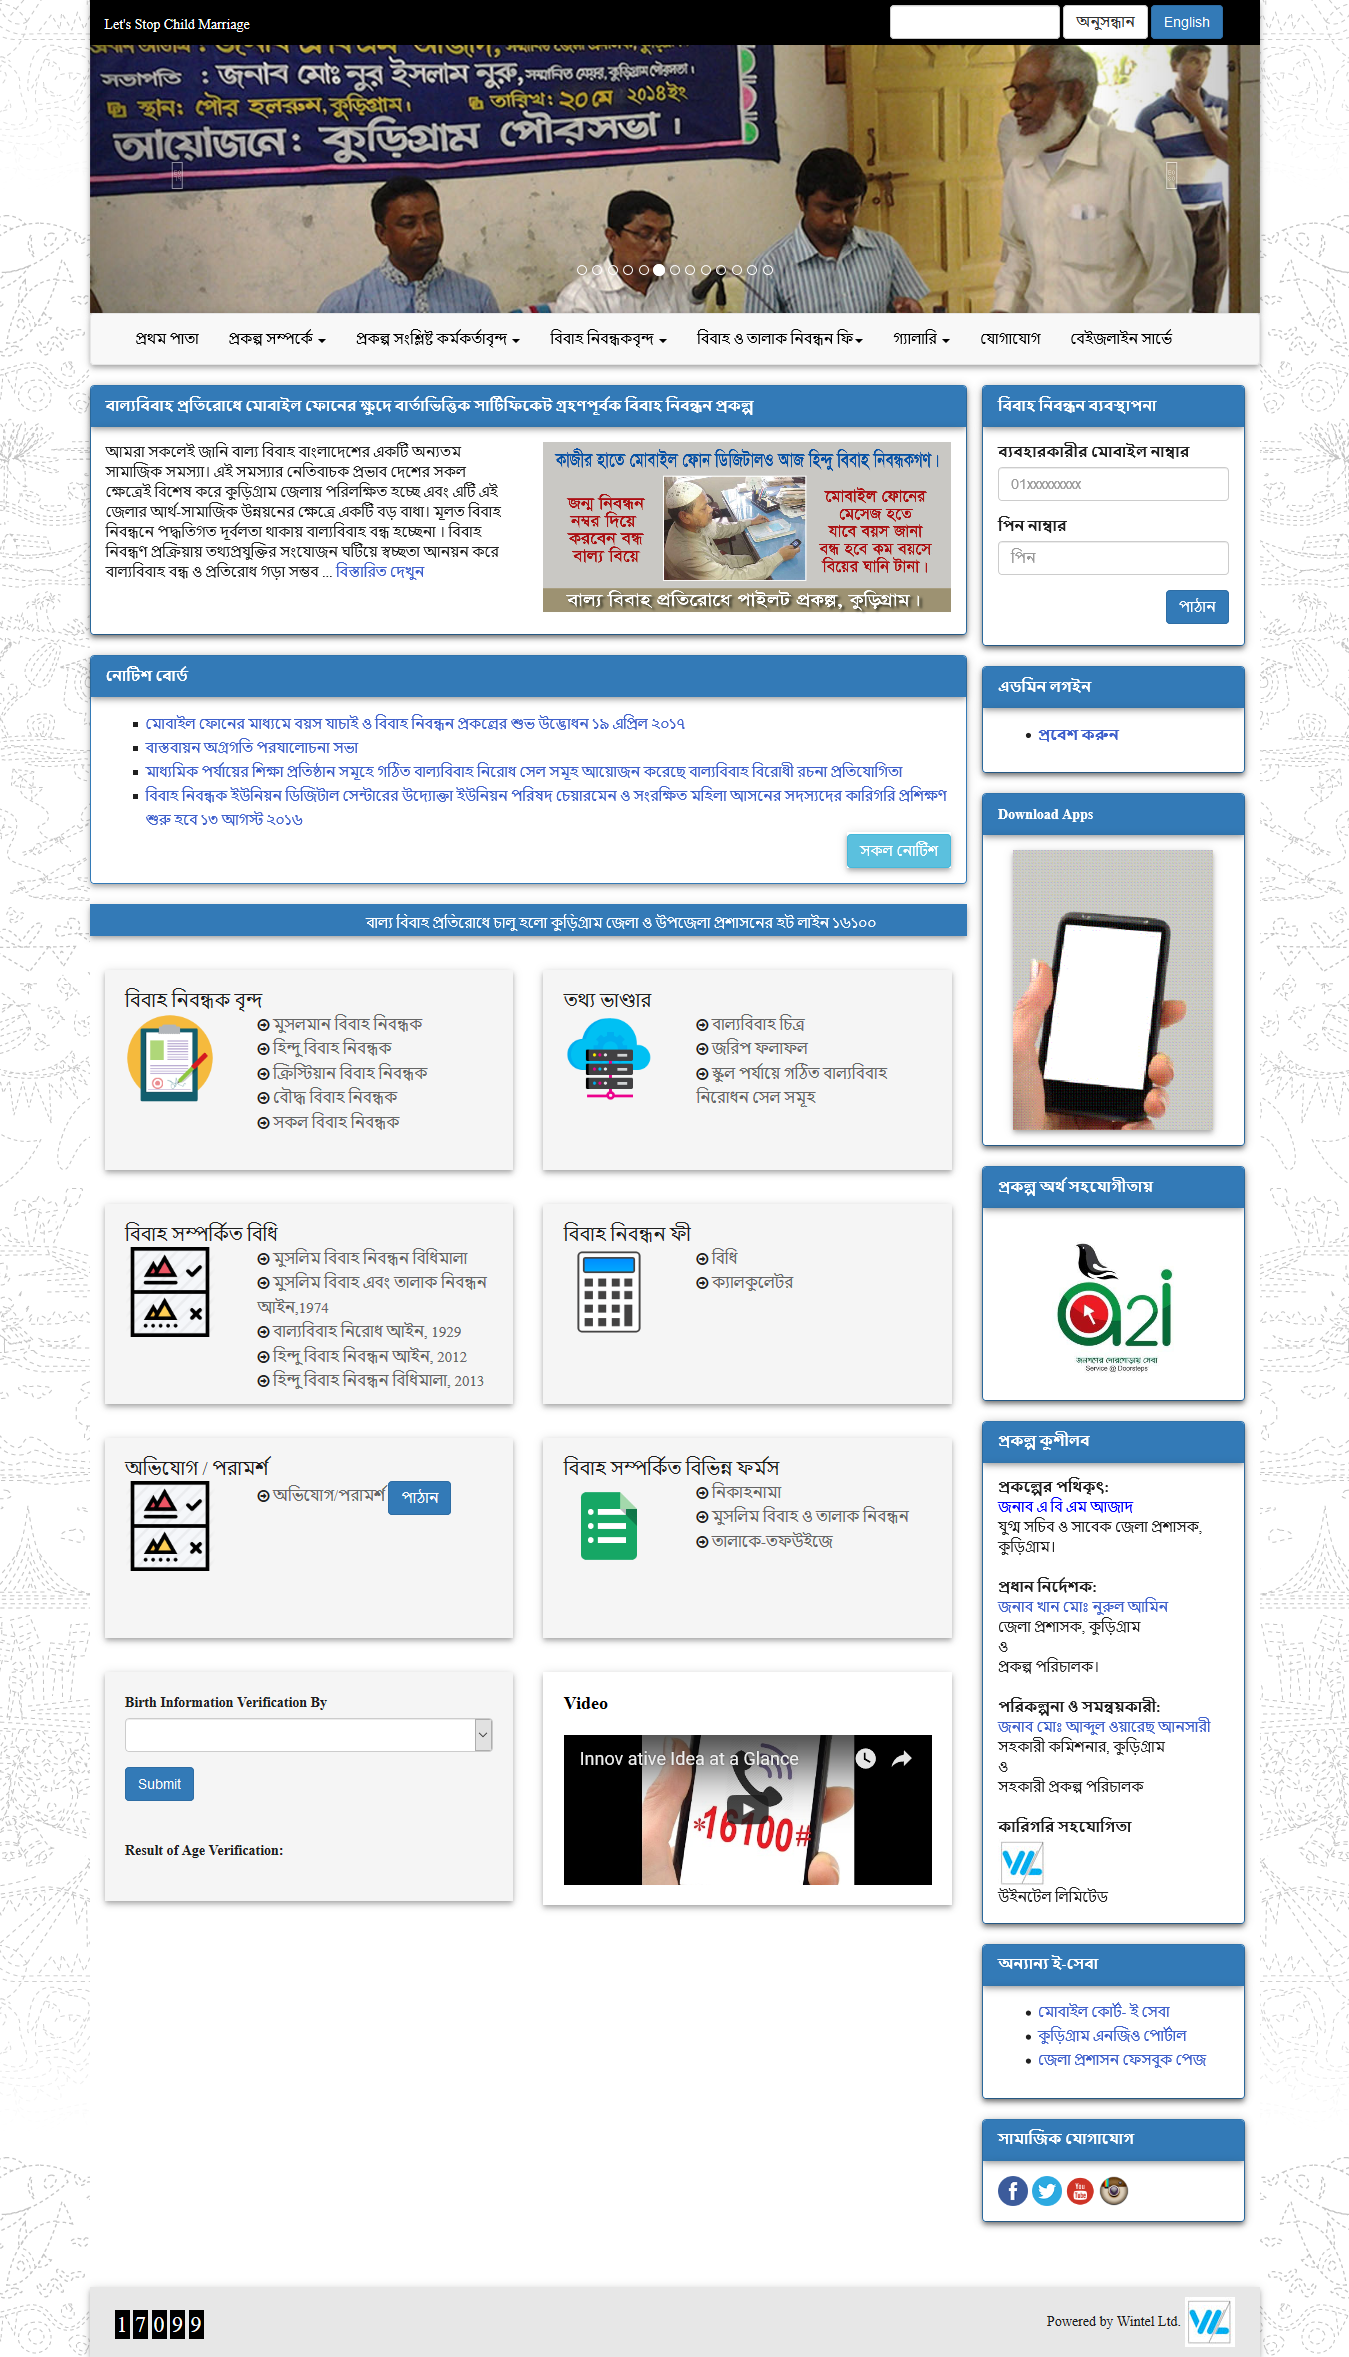 Let's Stop Child Marriage
অনুসন্ধান
English
সভাপতি : জনাব মোঃ নুর ইসলাম নুরু, সম্মানিত মেয়র, কুড়িগ্রাম পৌরসভা।
স্থান: পৌর হলরুম, কুড়িগ্রাম। তারিখ: ২০ মে ২০১৪ইং
আয়োজনে: কুড়িগ্রাম পৌরসভা।
প্রথম পাতা প্রকল্প সম্পর্কে প্রকল্প সংশ্লিষ্ট কর্মকর্তাবৃন্দ বিবাহ নিবন্ধকবৃন্দ বিবাহ ও তালাক নিবন্ধন ফি গ্যালারি যোগাযোগ বেইজলাইন সার্ভে
বাল্যবিবাহ প্রতিরোধে মোবাইল ফোনের ক্ষুদে বার্তাভিত্তিক সার্টিফিকেট গ্রহণপূর্বক বিবাহ নিবন্ধন প্রকল্প
আমরা সকলেই জানি বাল্য বিবাহ বাংলাদেশের একটি অন্যতম
সামাজিক সমস্যা। এই সমস্যার নেতিবাচক প্রভাব দেশের সকল
ক্ষেত্রেই বিশেষ করে কুড়িগ্রাম জেলায় পরিলক্ষিত হচ্ছে এবং এটি এই
জেলার আর্থ-সামাজিক উন্নয়নের ক্ষেত্রে একটি বড় বাধা। মূলত বিবাহ
নিবন্ধনে পদ্ধতিগত দূর্বলতা থাকায় বাল্যবিবাহ বন্ধ হচ্ছেনা । বিবাহ
নিবন্ধণ প্রক্রিয়ায় তথ্যপ্রযুক্তির সংযোজন ঘটিয়ে স্বচ্ছতা আনয়ন করে
বাল্যবিবাহ বন্ধ ও প্রতিরোধ গড়া সম্ভব ... বিস্তারিত দেখুন
কাজীর হাতে মোবাইল ফোন ডিজিটালও আজ হিন্দু বিবাহ নিবন্ধকগণ।
জন্ম নিবন্ধন
নম্বর দিয়ে
করবেন বন্ধ
বাল্য বিয়ে
মোবাইল ফোনের
মেসেজ হতে
যাবে বয়স জানা
বন্ধ হবে কম বয়সে
বিয়ের ঘানি টানা।
বাল্য বিবাহ প্রতিরোধে পাইলট প্রকল্প, কুড়িগ্রাম।
নোটিশ বোর্ড
মোবাইল ফোনের মাধ্যমে বয়স যাচাই ও বিবাহ নিবন্ধন প্রকল্পের শুভ উদ্ভোধন ১৯ এপ্রিল ২০১৭
বাস্তবায়ন অগ্রগতি পরযালোচনা সভা
মাধ্যমিক পর্যায়ের শিক্ষা প্রতিষ্ঠান সমূহে গঠিত বাল্যবিবাহ নিরোধ সেল সমূহ আয়োজন করেছে বাল্যবিবাহ বিরোধী রচনা প্রতিযোগিতা
বিবাহ নিবন্ধক ইউনিয়ন ডিজিটাল সেন্টারের উদ্যোক্তা ইউনিয়ন পরিষদ চেয়ারমেন ও সংরক্ষিত মহিলা আসনের সদস্যদের কারিগরি প্রশিক্ষণ
শুরু হবে ১৩ আগস্ট ২০১৬
সকল নোটিশ
বাল্য বিবাহ প্রতিরোধে চালু হলো কুড়িগ্রাম জেলা ও উপজেলা প্রশাসনের হট লাইন ১৬১০০
বিবাহ নিবন্ধক বৃন্দ
মুসলমান বিবাহ নিবন্ধক
হিন্দু বিবাহ নিবন্ধক
ক্রিস্টিয়ান বিবাহ নিবন্ধক
বৌদ্ধ বিবাহ নিবন্ধক
সকল বিবাহ নিবন্ধক
তথ্য ভাণ্ডার
বাল্যবিবাহ চিত্র
জরিপ ফলাফল
স্কুল পর্যায়ে গঠিত বাল্যবিবাহ
নিরোধন সেল সমূহ
বিবাহ সম্পর্কিত বিধি
মুসলিম বিবাহ নিবন্ধন বিধিমালা
মুসলিম বিবাহ এবং তালাক নিবন্ধন
আইন,1974
বাল্যবিবাহ নিরোধ আইন, 1929
হিন্দু বিবাহ নিবন্ধন আইন, 2012
হিন্দু বিবাহ নিবন্ধন বিধিমালা, 2013
বিবাহ নিবন্ধন ফী
বিধি
ক্যালকুলেটর
অভিযোগ / পরামর্শ
অভিযোগ/পরামর্শ পাঠান
বিবাহ সম্পর্কিত বিভিন্ন ফর্মস
নিকাহনামা
মুসলিম বিবাহ ও তালাক নিবন্ধন
তালাকে-তফউইজে
Birth Information Verification By
Submit
Result of Age Verification:
Video
Innov ative Idea at a Glance
*16100#
বিবাহ নিবন্ধন ব্যবস্থাপনা
ব্যবহারকারীর মোবাইল নাম্বার
01xxxxxxxxx
পিন নাম্বার
পিন
পাঠান
এডমিন লগইন
প্রবেশ করুন
Download Apps
প্রকল্প অর্থ সহযোগীতায়
a2i
জনগণের দোরগোড়ায় সেবা
Service @ Doorsteps
প্রকল্প কুশীলব
প্রকল্পের পথিকৃৎ:
জনাব এ বি এম আজাদ
যুগ্ম সচিব ও সাবেক জেলা প্রশাসক,
কুড়িগ্রাম।
প্রধান নির্দেশক:
জনাব খান মোঃ নুরুল আমিন
জেলা প্রশাসক, কুড়িগ্রাম
ও
প্রকল্প পরিচালক।
পরিকল্পনা ও সমন্বয়কারী:
জনাব মোঃ আব্দুল ওয়ারেছ আনসারী
সহকারী কমিশনার, কুড়িগ্রাম
ও
সহকারী প্রকল্প পরিচালক
কারিগরি সহযোগিতা
উইনটেল লিমিটেড
অন্যান্য ই-সেবা
মোবাইল কোর্ট- ই সেবা
কুড়িগ্রাম এনজিও পোর্টাল
জেলা প্রশাসন ফেসবুক পেজ
সামাজিক যোগাযোগ
You
Tube
17099
Powered by Wintel Ltd.